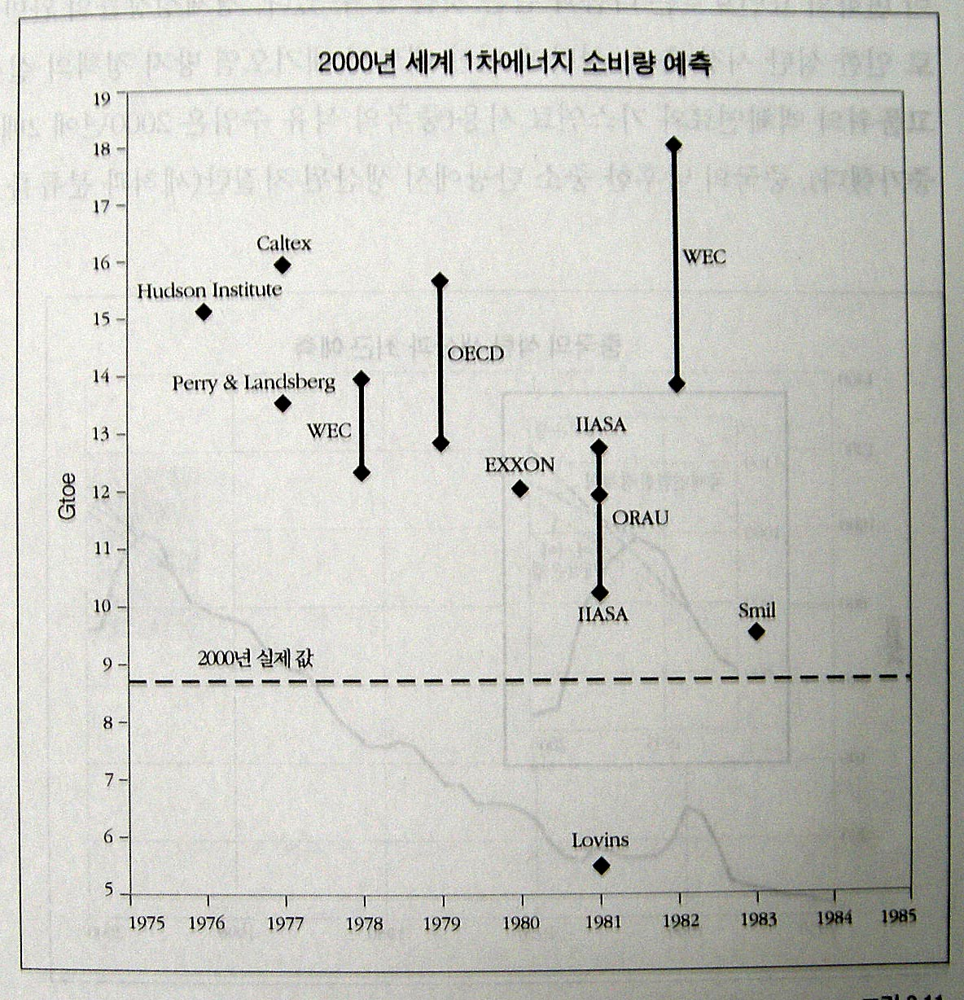 2000년 세계 1차에너지 소비량 예측
19
18
WEC
17
Caltex
16
Hudson Institute
15
OECD
14
Perry & Landsberg
WEC
13
IIASA
EXXON
12
ORAU
11
10
IIASA
Smil
2000년 실제 값
9
8
7
6
Lovins
5
Gtoe
1975 1976 1977 1978 1979 1980 1981 1982 1983 1984 1985